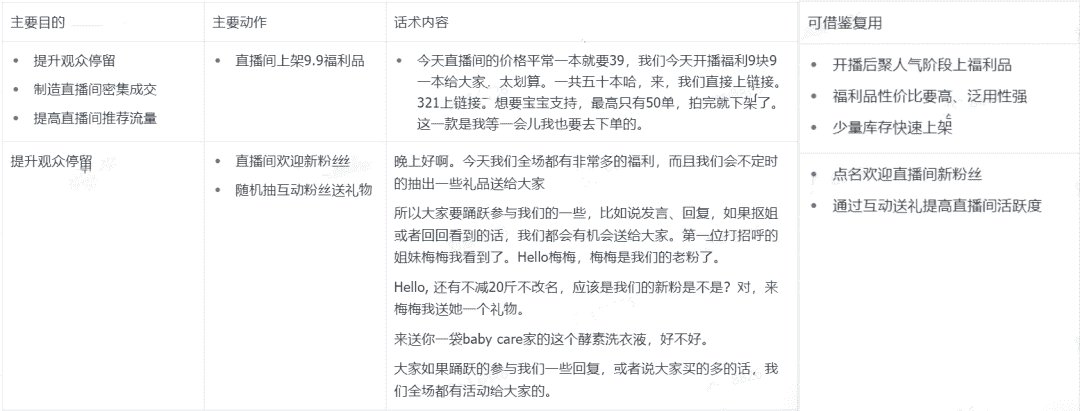 主要目的
主要动作
话术内容
可借鉴复用
提升观众停留
制造直播间密集成交
提高直播间推荐流量
直播间上架9.9福利品
今天直播间的价格平常一本就要39，我们今天开播福利9块9
一本给大家，太划算。一共五十本哈，来，我们直接上链接。
321上链接。想要宝宝支持，最高只有50单，拍完就下架了。
这一款是我等一会儿我也要去下单的。
开播后聚人气阶段上福利品
福利品性价比要高、泛用性强
少量库存快速上架
提升观众停留
直播间欢迎新粉丝丝
随机抽互动粉丝送礼物
晚上好啊。今天我们全场都有非常多的福利，而且我们会不定时
的抽出一些礼品送给大家
所以大家要踊跃参与我们的一些，比如说发言、回复，如果抠姐
或者回回看到的话，我们都会有机会送给大家。第一位打招呼的
姐妹梅梅我看到了。Hello梅梅，梅梅是我们的老粉了。
Hello, 还有不减20斤不改名，应该是我们的新粉是不是？对，来
梅梅我送她一个礼物。
来送你一袋baby care家的这个酵素洗衣液，好不好。
大家如果踊跃的参与我们一些回复，或者说大家买的多的话，我
们全场都有活动给大家的。
点名欢迎直播间新粉丝
通过互动送礼提高直播间活跃度